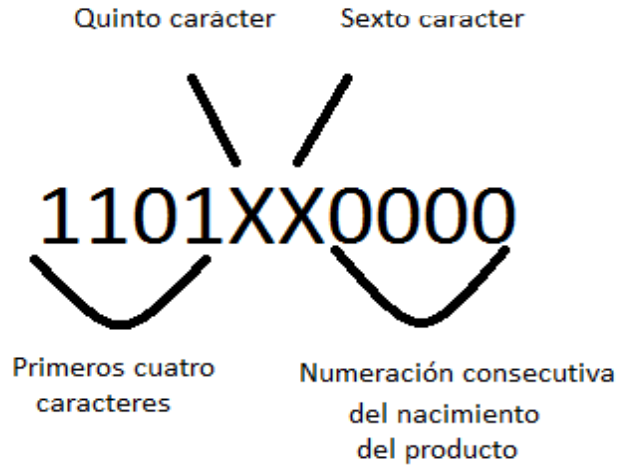 Quinto carácter Sexto caracter
1101XX0000
Primeros cuatro
caracteres
Numeración consecutiva
del nacimiento
del producto